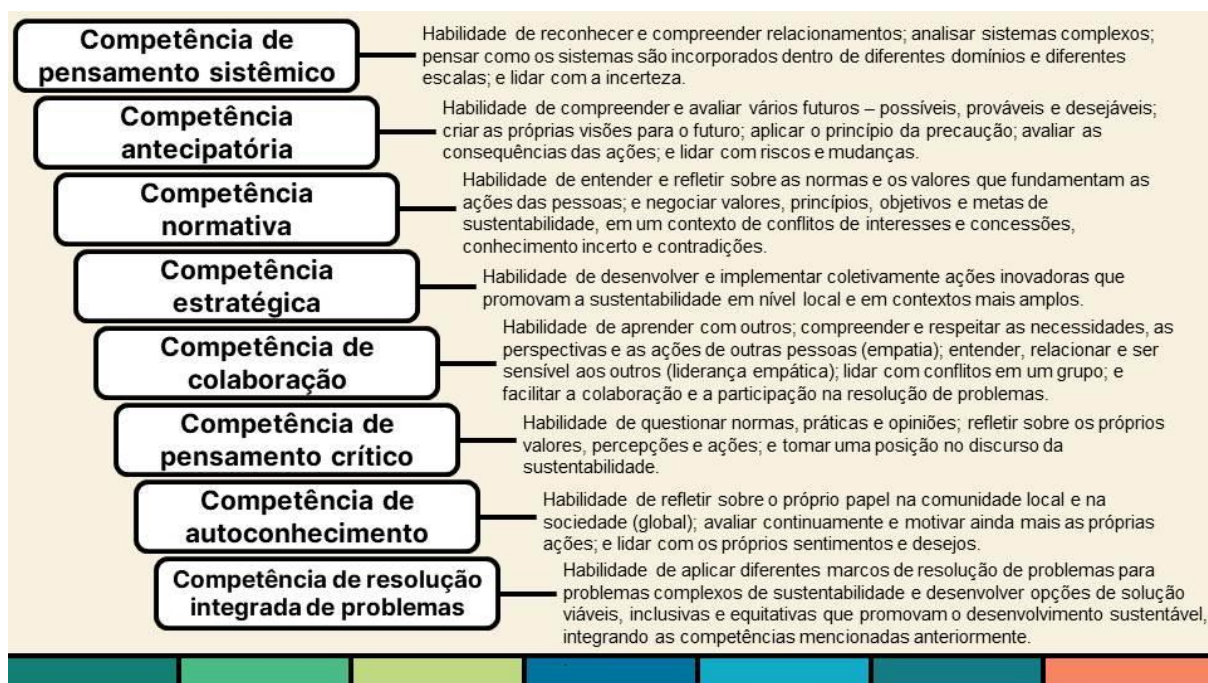 Competência de
pensamento sistêmico
Habilidade de reconhecer e compreender relacionamentos; analisar sistemas complexos;
pensar como os sistemas são incorporados dentro de diferentes domínios e diferentes
escalas; e lidar com a incerteza.
Competência
antecipatória
Habilidade de compreender e avaliar vários futuros – possíveis, prováveis e desejáveis;
criar as próprias visões para o futuro; aplicar o princípio da precaução; avaliar as
consequências das ações; e lidar com riscos e mudanças.
Competência
normativa
Habilidade de entender e refletir sobre as normas e os valores que fundamentam as
ações das pessoas; e negociar valores, princípios, objetivos e metas de
sustentabilidade, em um contexto de conflitos de interesses e concessões,
conhecimento incerto e contradições.
Competência
estratégica
Habilidade de desenvolver e implementar coletivamente ações inovadoras que
promovam a sustentabilidade em nível local e em contextos mais amplos.
Competência de
colaboração
Habilidade de aprender com outros; compreender e respeitar as necessidades, as
perspectivas e as ações de outras pessoas (empatia); entender, relacionar e ser
sensível aos outros (liderança empática); lidar com conflitos em um grupo; e
facilitar a colaboração e a participação na resolução de problemas.
Competência de
pensamento crítico
Habilidade de questionar normas, práticas e opiniões; refletir sobre os próprios
valores, percepções e ações; e tomar uma posição no discurso da
sustentabilidade.
Competência de
autoconhecimento
Habilidade de refletir sobre o próprio papel na comunidade local e na
sociedade (global); avaliar continuamente e motivar ainda mais as próprias
ações; e lidar com os próprios sentimentos e desejos.
Competência de resolução
integrada de problemas
Habilidade de aplicar diferentes marcos de resolução de problemas para
problemas complexos de sustentabilidade e desenvolver opções de solução
viáveis, inclusivas e equitativas que promovam o desenvolvimento sustentável,
integrando as competências mencionadas anteriormente.